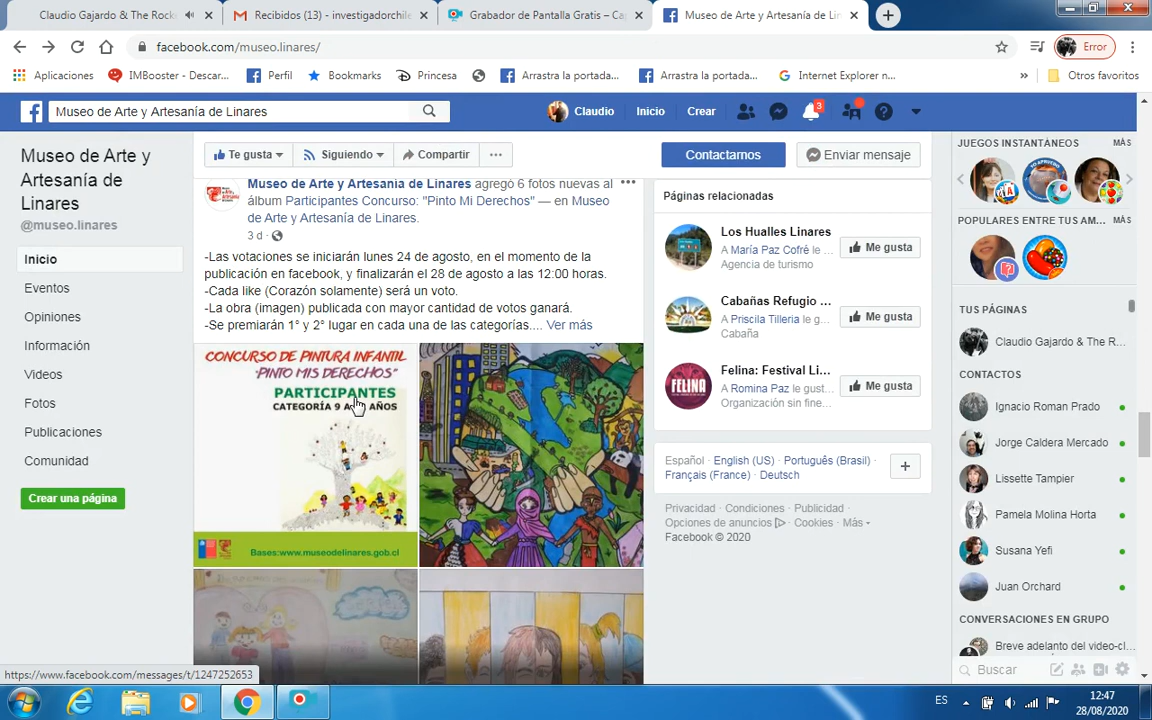 Claudio Gajardo & The Rock
Recibidos (13) - investigadorchile
Grabador de Pantalla Gratis – Ca
Museo de Arte y Artesanía de Lin
facebook.com/museo.linares/
Error
Aplicaciones
IMBooster - Descar...
Perfil
Bookmarks
Princesa
Arrastra la portada...
Arrastra la portada...
Internet Explorer n...
»
Otros favoritos
Museo de Arte y Artesanía de Linares
Claudio
Inicio
Crear
3
Museo de Arte y
Artesanía de
Linares
@museo.linares
Inicio
Eventos
Opiniones
Información
Videos
Fotos
Publicaciones
Comunidad
Crear una página
Te gusta
Siguiendo
Compartir
...
Contactarnos
Enviar mensaje
Museo de Arte y Artesanía de Linares agregó 6 fotos nuevas al
álbum Participantes Concurso: "Pinto Mi Derechos" — en Museo
de Arte y Artesanía de Linares.
3 d ·
-Las votaciones se iniciarán lunes 24 de agosto, en el momento de la
publicación en facebook, y finalizarán el 28 de agosto a las 12:00 horas.
-Cada like (Corazón solamente) será un voto.
-La obra (imagen) publicada con mayor cantidad de votos ganará.
-Se premiarán 1° y 2° lugar en cada una de las categorías.... Ver más
CONCURSO DE PINTURA INFANTIL
"PINTO MIS DERECHOS"
PARTICIPANTES
CATEGORÍA 9 A AÑOS
Bases:www.museodelinares.gob.cl
Páginas relacionadas
Los Hualles Linares
A María Paz Cofré le ...
Agencia de turismo
Me gusta
Cabañas Refugio ...
A Priscila Tilleria le g...
Cabaña
Me gusta
Felina: Festival Li...
A Romina Paz le gust...
Organización sin fine...
Me gusta
Español · English (US) · Português (Brasil) ·
Français (France) · Deutsch
+
Privacidad · Condiciones · Publicidad ·
Opciones de anuncios · Cookies · Más
Facebook © 2020
JUEGOS INSTANTÁNEOS
MÁS
POPULARES ENTRE TUS AM...
MÁS
TUS PÁGINAS
Claudio Gajardo & The R...
CONTACTOS
Ignacio Roman Prado
Jorge Caldera Mercado
Lissette Tampier
Pamela Molina Horta
Susana Yefi
Juan Orchard
CONVERSACIONES EN GRUPO
Breve adelanto del video-cl...
Buscar
https://www.facebook.com/messages/t/1247252653
ES
12:47
28/08/2020